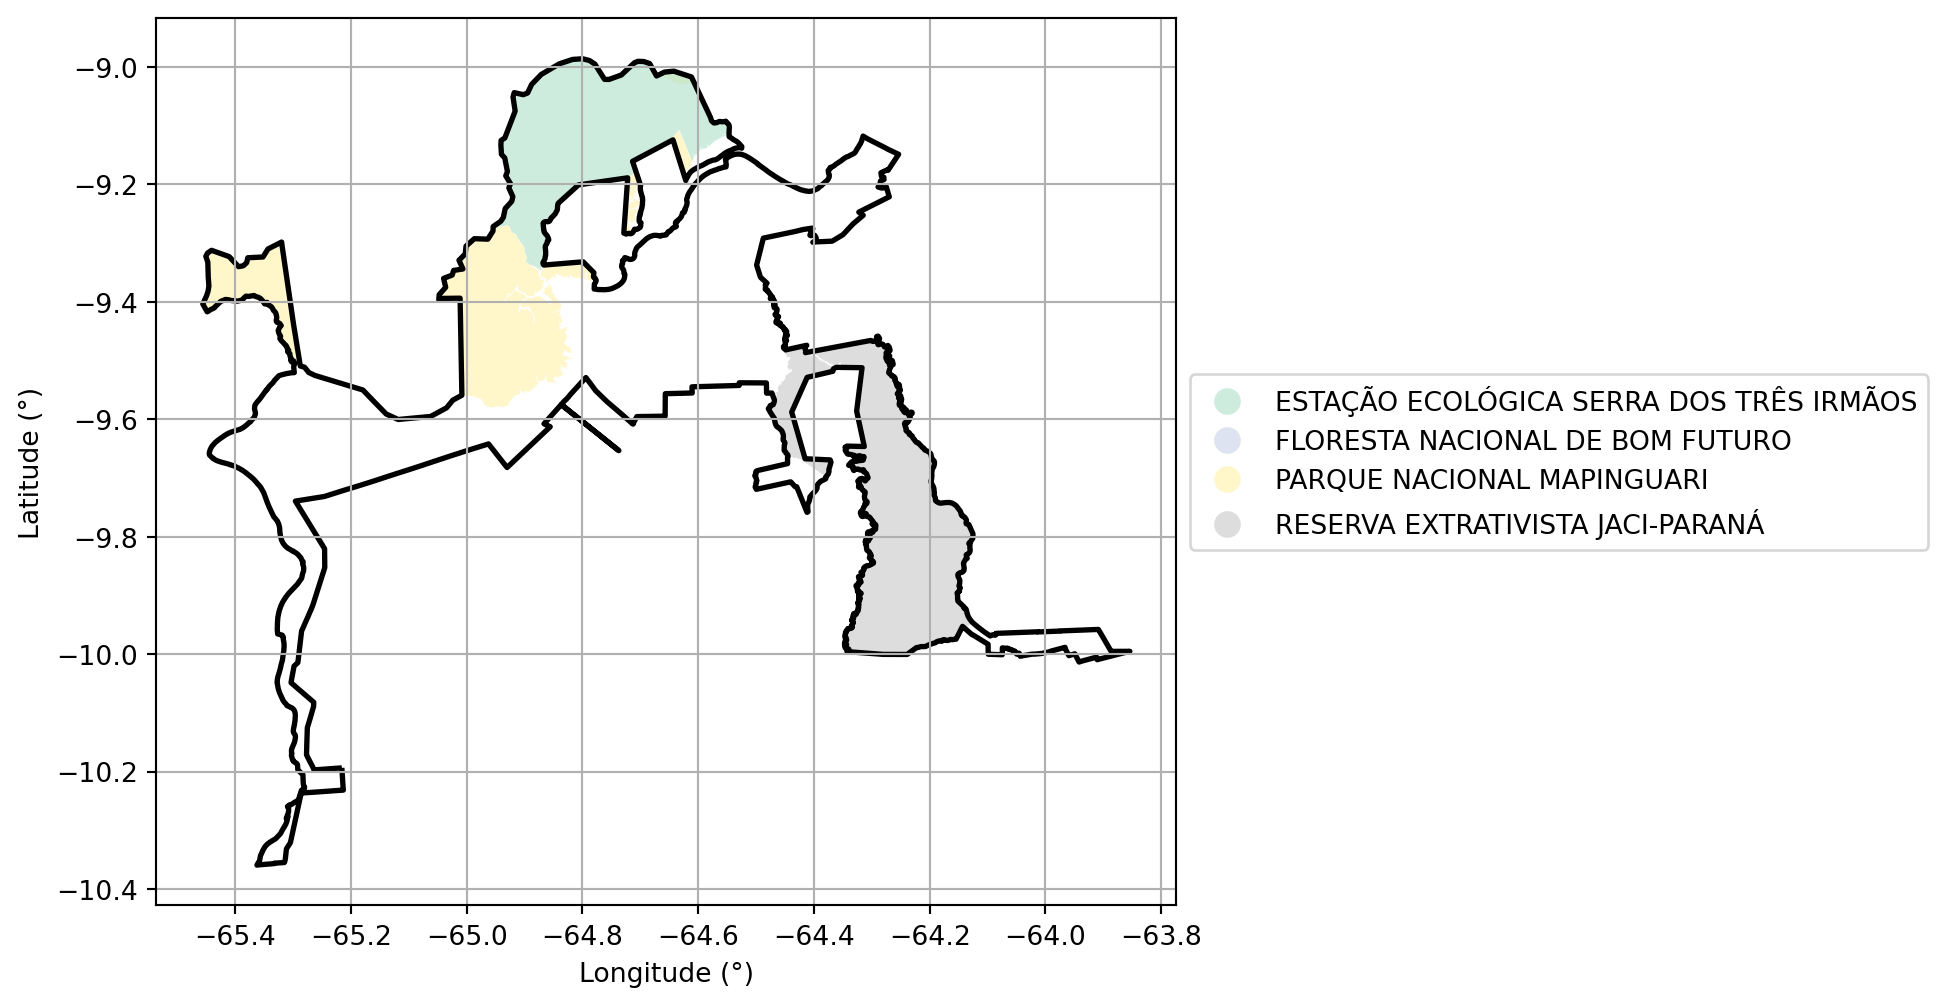 −9.0
−9.2
−9.4
−9.6
−9.8
−10.0
−10.2
−10.4
Latitude (°)
−65.4 −65.2 −65.0 −64.8 −64.6 −64.4 −64.2 −64.0 −63.8
Longitude (°)
ESTAÇÃO ECOLÓGICA SERRA DOS TRÊS IRMÃOS
FLORESTA NACIONAL DE BOM FUTURO
PARQUE NACIONAL MAPINGUARI
RESERVA EXTRATIVISTA JACI-PARANÁ